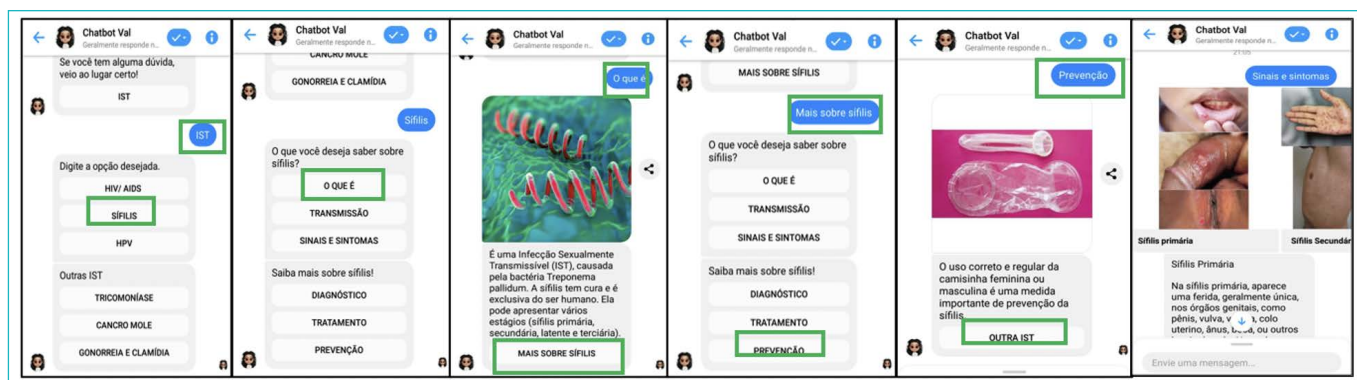 Chatbot Val
Geralmente responde n...
Se você tem alguma dúvida,
veio ao lugar certo!
IST
IST
Digite a opção desejada.
HIV/ AIDS
SÍFILIS
HPV
Outras IST
TRICOMONÍASE
CANCRO MOLE
GONORREIA E CLAMÍDIA
Chatbot Val
Geralmente responde n...
CANCRO MOLE
GONORREIA E CLAMÍDIA
Sífilis
O que você deseja saber sobre
sífilis?
O QUE É
TRANSMISSÃO
SINAIS E SINTOMAS
Saiba mais sobre sífilis!
DIAGNÓSTICO
TRATAMENTO
PREVENÇÃO
Chatbot Val
Geralmente responde n...
O que é
É uma Infecção Sexualmente
Transmissível (IST), causada
pela bactéria Treponema
pallidum. A sífilis tem cura e é
exclusiva do ser humano. Ela
pode apresentar vários
estágios (sífilis primária,
secundária, latente e terciária).
MAIS SOBRE SÍFILIS
Chatbot Val
Geralmente responde n...
MAIS SOBRE SÍFILIS
Mais sobre sífilis
O que você deseja saber sobre
sífilis?
O QUE É
TRANSMISSÃO
SINAIS E SINTOMAS
Saiba mais sobre sífilis!
DIAGNÓSTICO
TRATAMENTO
PREVENÇÃO
Chatbot Val
Geralmente responde n...
Prevenção
O uso correto e regular da
camisinha feminina ou
masculina é uma medida
importante de prevenção da
sífilis
OUTRA IST
Chatbot Val
Geralmente responde n...
21:05
Sinais e sintomas
Sífilis primária
Sífilis Secundár
Sífilis Primária
Na sífilis primária, aparece
uma ferida, geralmente única,
nos órgãos genitais, como
pênis, vulva, colo
uterino, ânus, ou outros
Envie uma mensagem...